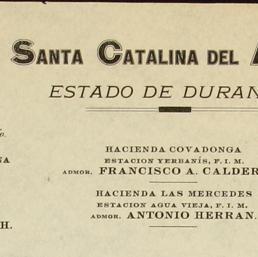 SANTA CATALINA DEL
ESTADO DE DURAN
HACIENDA COVADONGA
ESTACION YERBANÍS, F. I. M.
ADMOR. FRANCISCO A. CALDER
HACIENDA LAS MERCEDES
ESTACION AGUA VIEJA, F. I. M.
ADMOR. ANTONIO HERRAN.
NA
H.